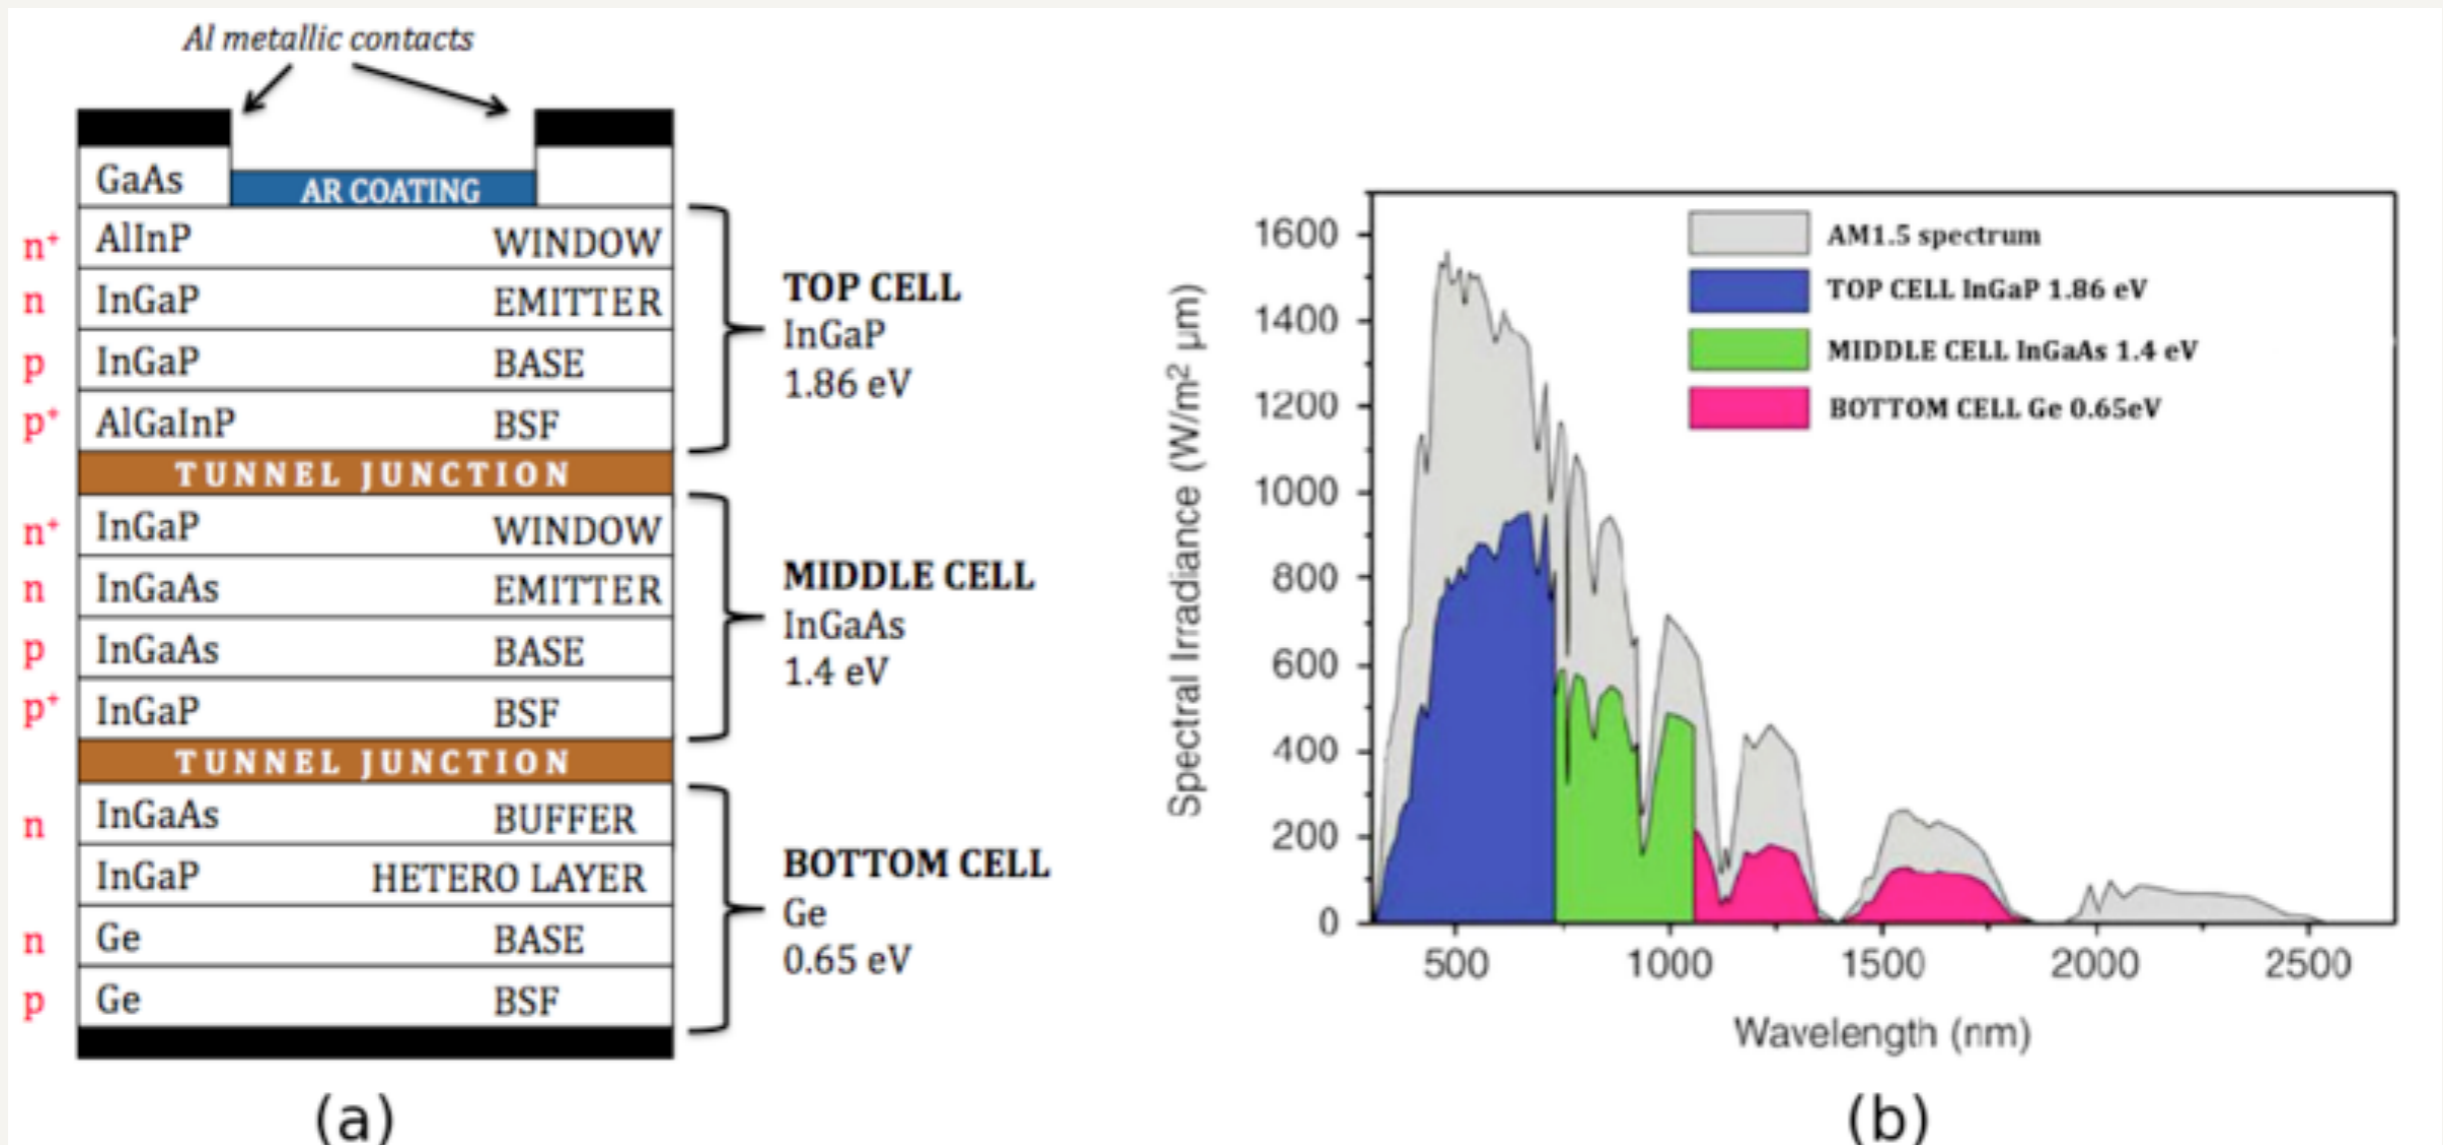 Al metallic contacts
GaAs
AR COATING
n⁺ AlInP WINDOW
n InGaP EMITTER
p InGaP BASE
p⁺ AlGaInP BSF
TOP CELL
InGaP
1.86 eV
TUNNEL JUNCTION
n⁺ InGaP WINDOW
n InGaAs EMITTER
p InGaAs BASE
p⁺ InGaP BSF
MIDDLE CELL
InGaAs
1.4 eV
TUNNEL JUNCTION
n InGaAs BUFFER
InGaP HETERO LAYER
n Ge BASE
p Ge BSF
BOTTOM CELL
Ge
0.65 eV
(a)
Spectral Irradiance (W/m² µm)
1600
1400
1200
1000
800
600
400
200
0
AM1.5 spectrum
TOP CELL InGaP 1.86 eV
MIDDLE CELL InGaAs 1.4 eV
BOTTOM CELL Ge 0.65eV
500 1000 1500 2000 2500
Wavelength (nm)
(b)